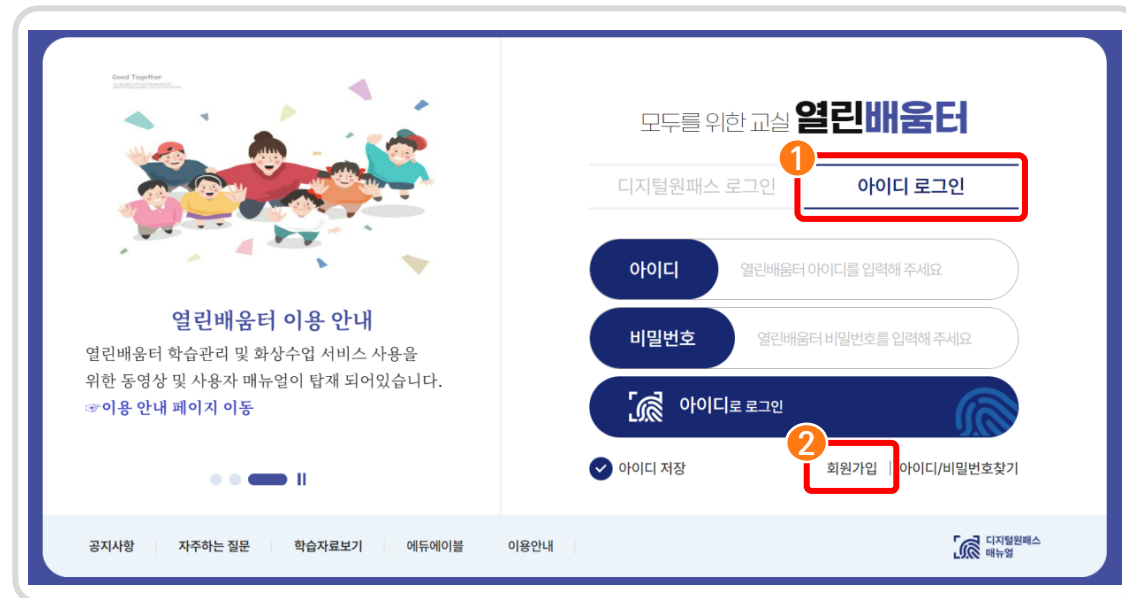 Good Together
열린배움터 이용 안내
열린배움터 학습관리 및 화상수업 서비스 사용을
위한 동영상 및 사용자 매뉴얼이 탑재 되어있습니다.
☞이용 안내 페이지 이동
모두를 위한 교실 열린배움터
1
디지털원패스 로그인 아이디 로그인
아이디 열린배움터 아이디를 입력해 주세요
비밀번호 열린배움터 비밀번호를 입력해 주세요
아이디로 로그인
2
아이디 저장 회원가입 | 아이디/비밀번호찾기
공지사항 자주하는 질문 학습자료보기 에듀에이블 이용안내
디지털원패스
매뉴얼